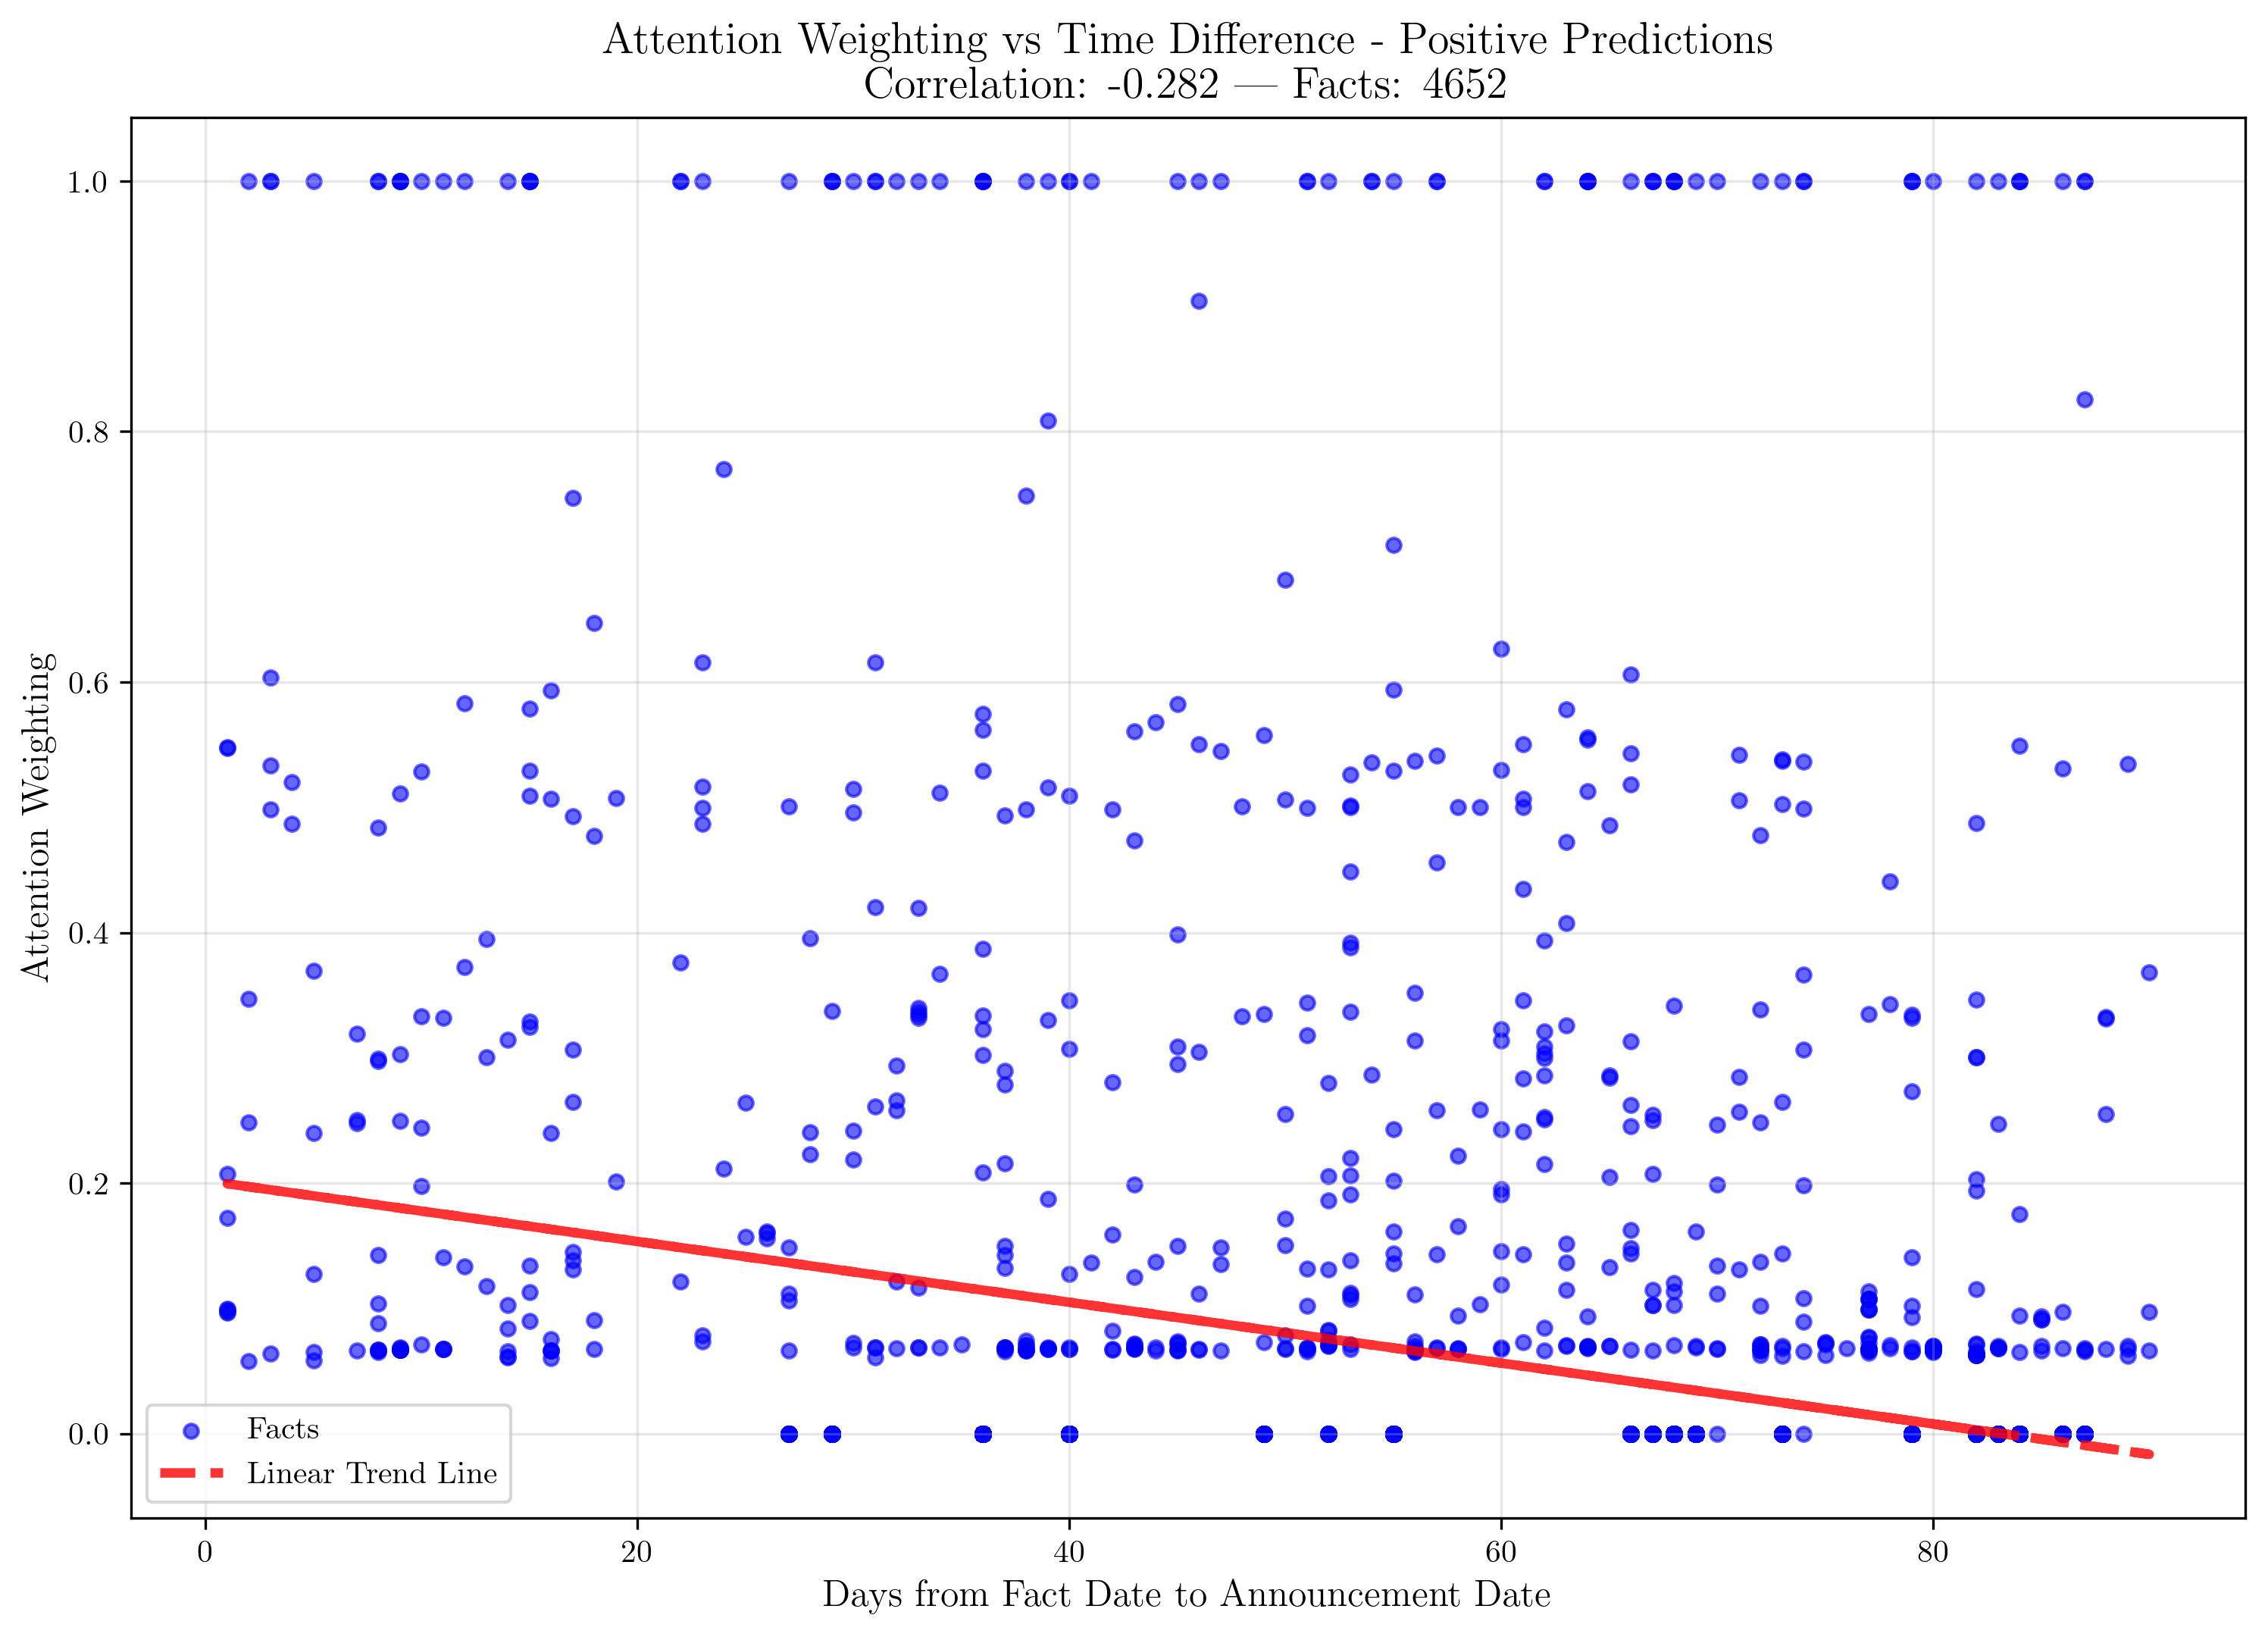 Attention Weighting vs Time Difference - Positive Predictions
Correlation: -0.282 — Facts: 4652
Attention Weighting
1.0
0.8
0.6
0.4
0.2
0.0
Facts
Linear Trend Line
0
20
40
60
80
Days from Fact Date to Announcement Date